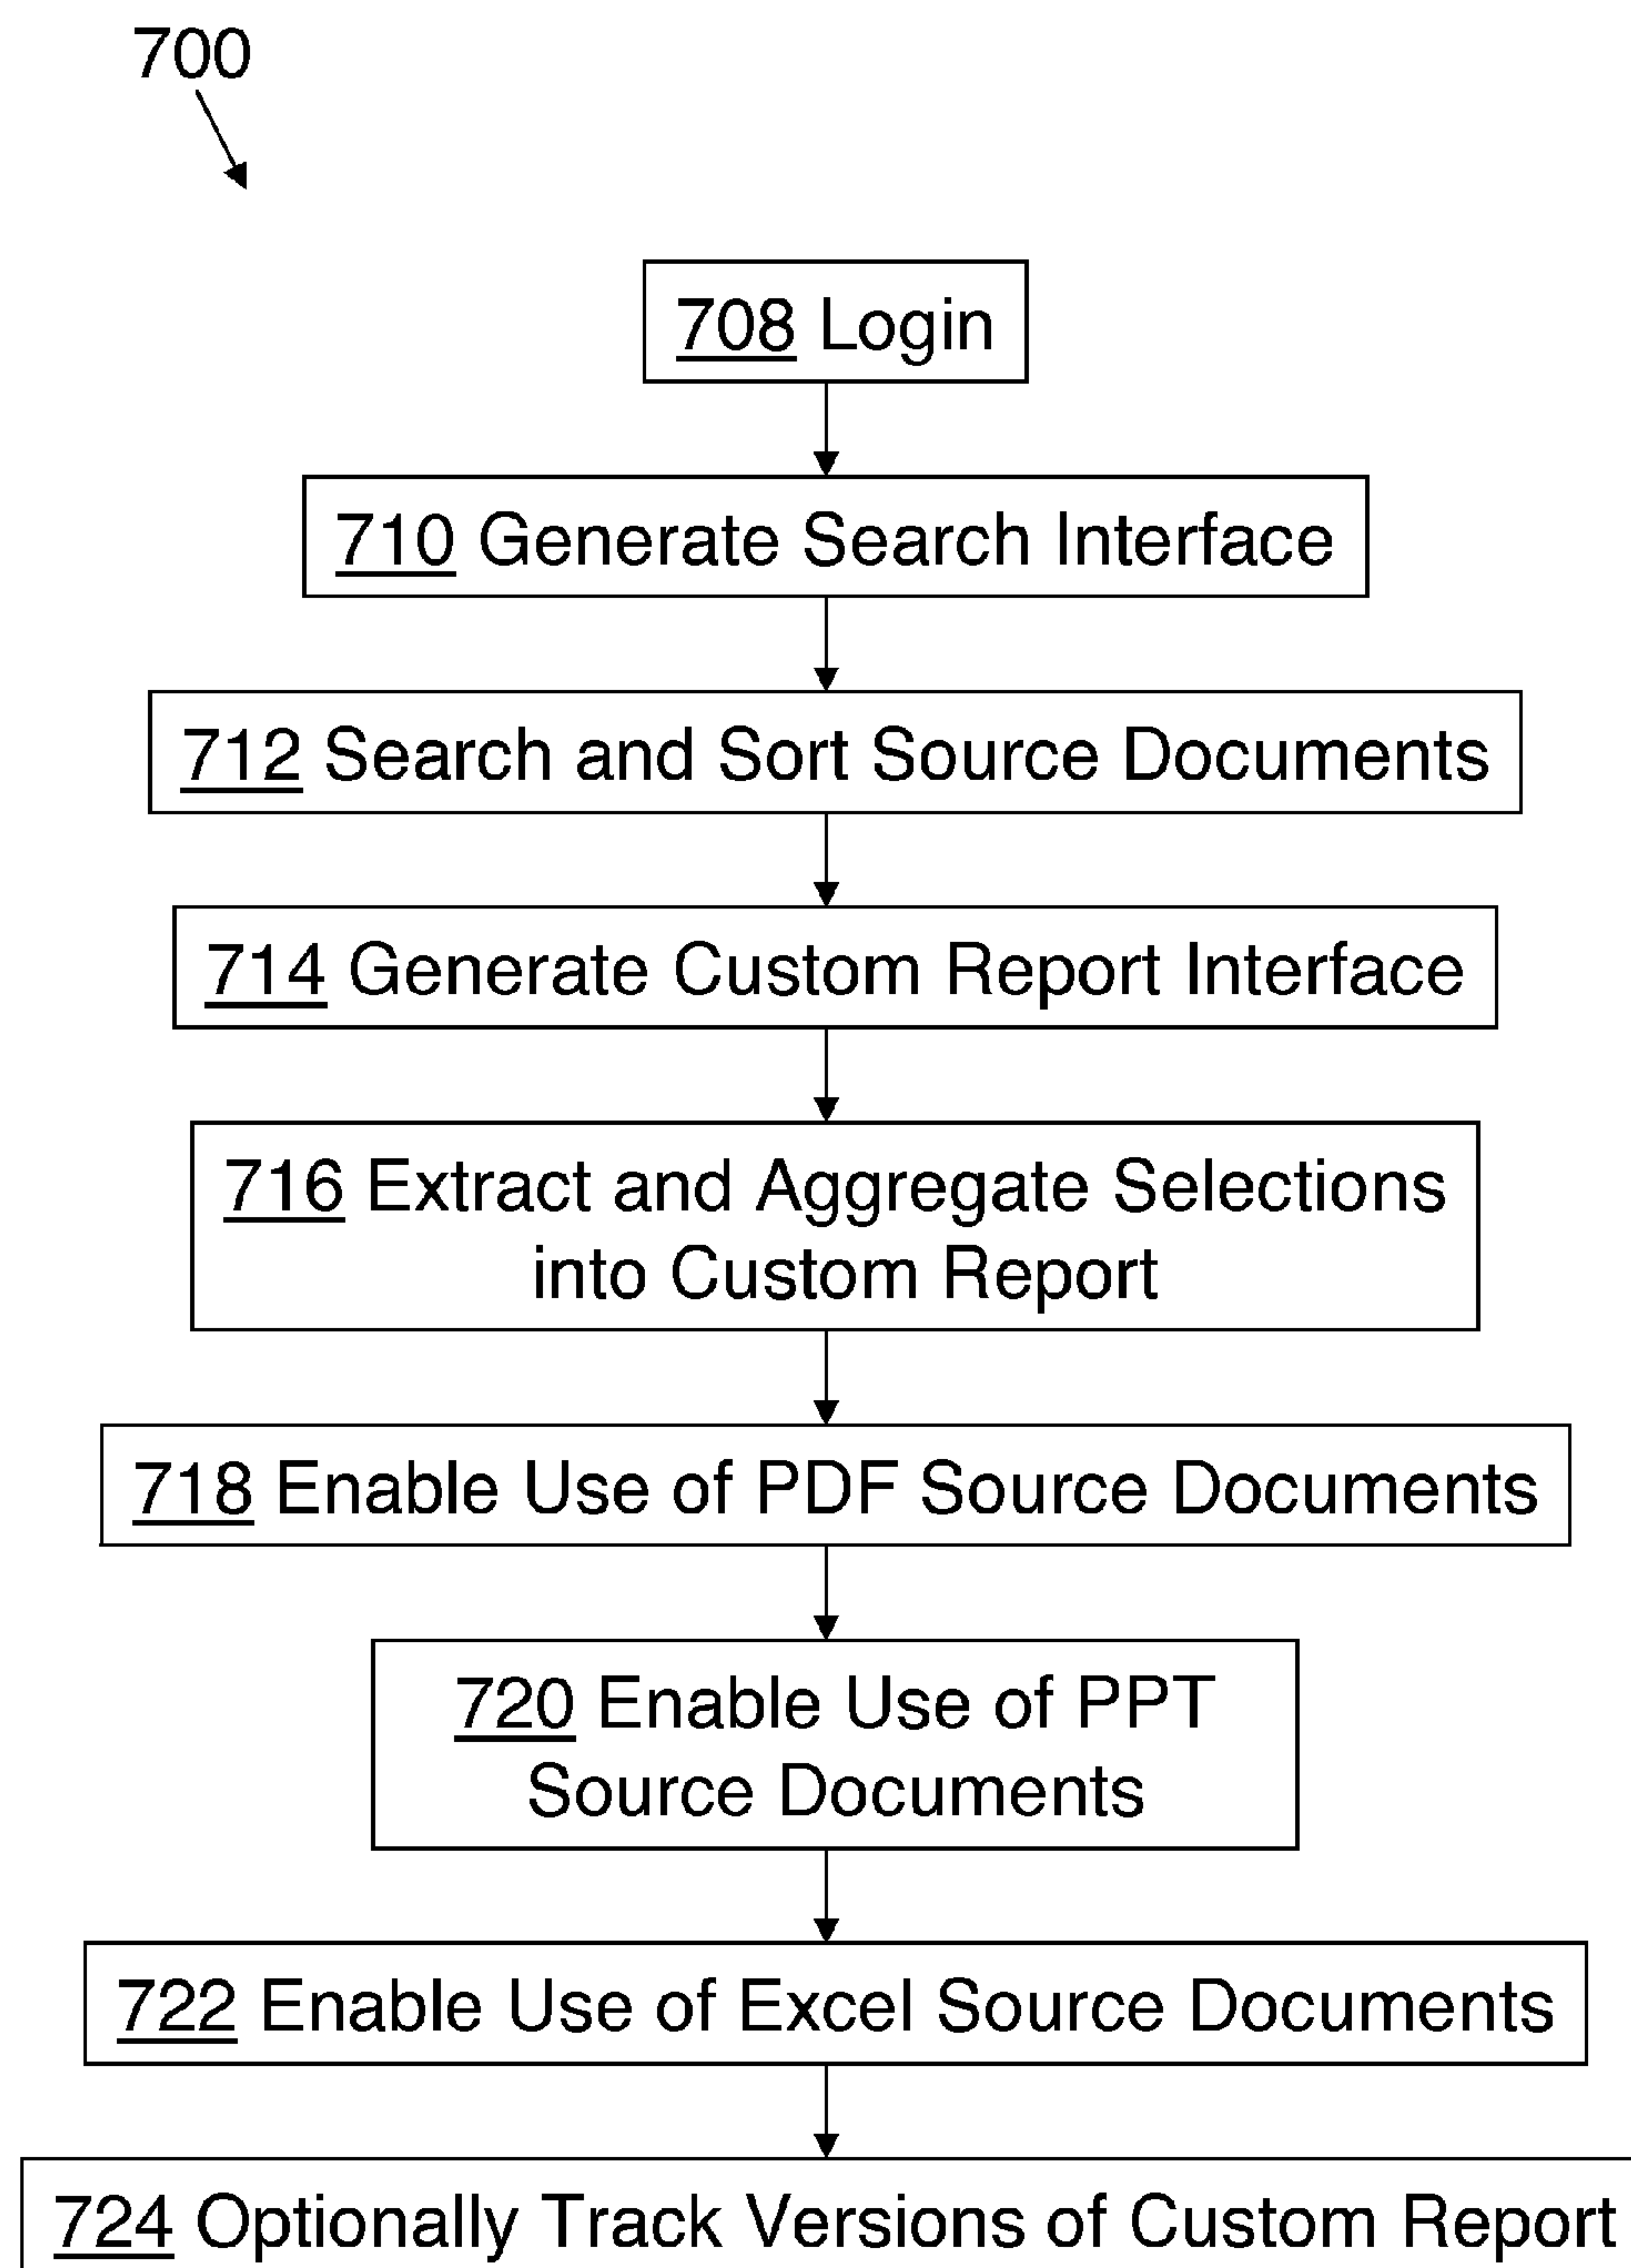 700
708 Login
710 Generate Search Interface
712 Search and Sort Source Documents
714 Generate Custom Report Interface
716 Extract and Aggregate Selections
into Custom Report
718 Enable Use of PDF Source Documents
720 Enable Use of PPT
Source Documents
722 Enable Use of Excel Source Documents
724 Optionally Track Versions of Custom Report